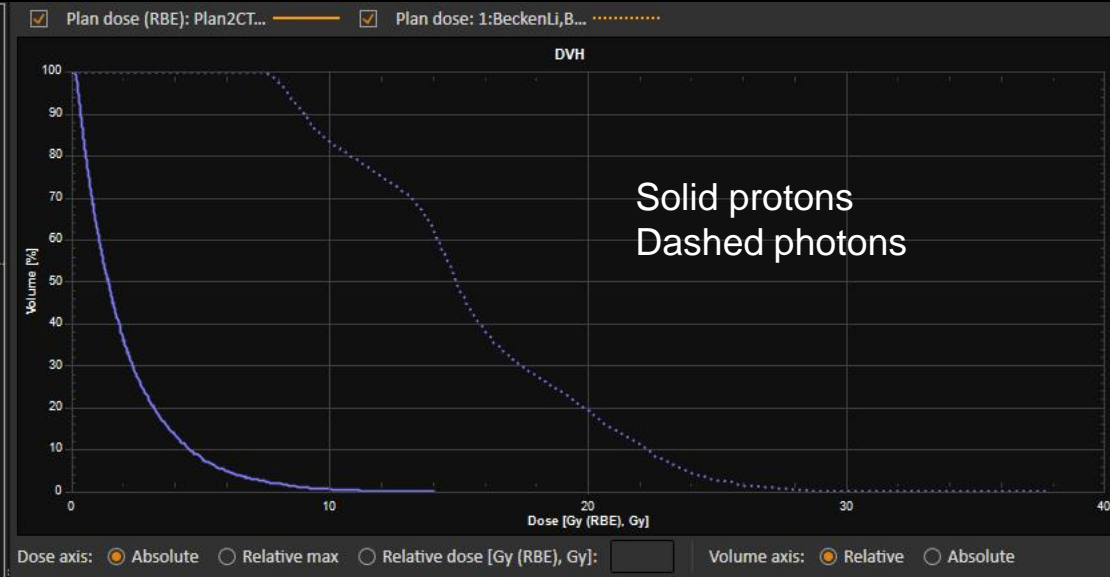 Plan dose (RBE): Plan2CT... Plan dose: 1:BeckenLi,B...
DVH
100
90
80
70
60
50
40
30
20
10
0
Volume [%]
Solid protons
Dashed photons
0 10 20 30 40
Dose [Gy (RBE), Gy]
Dose axis: Absolute Relative max Relative dose [Gy (RBE), Gy]: Volume axis: Relative Absolute